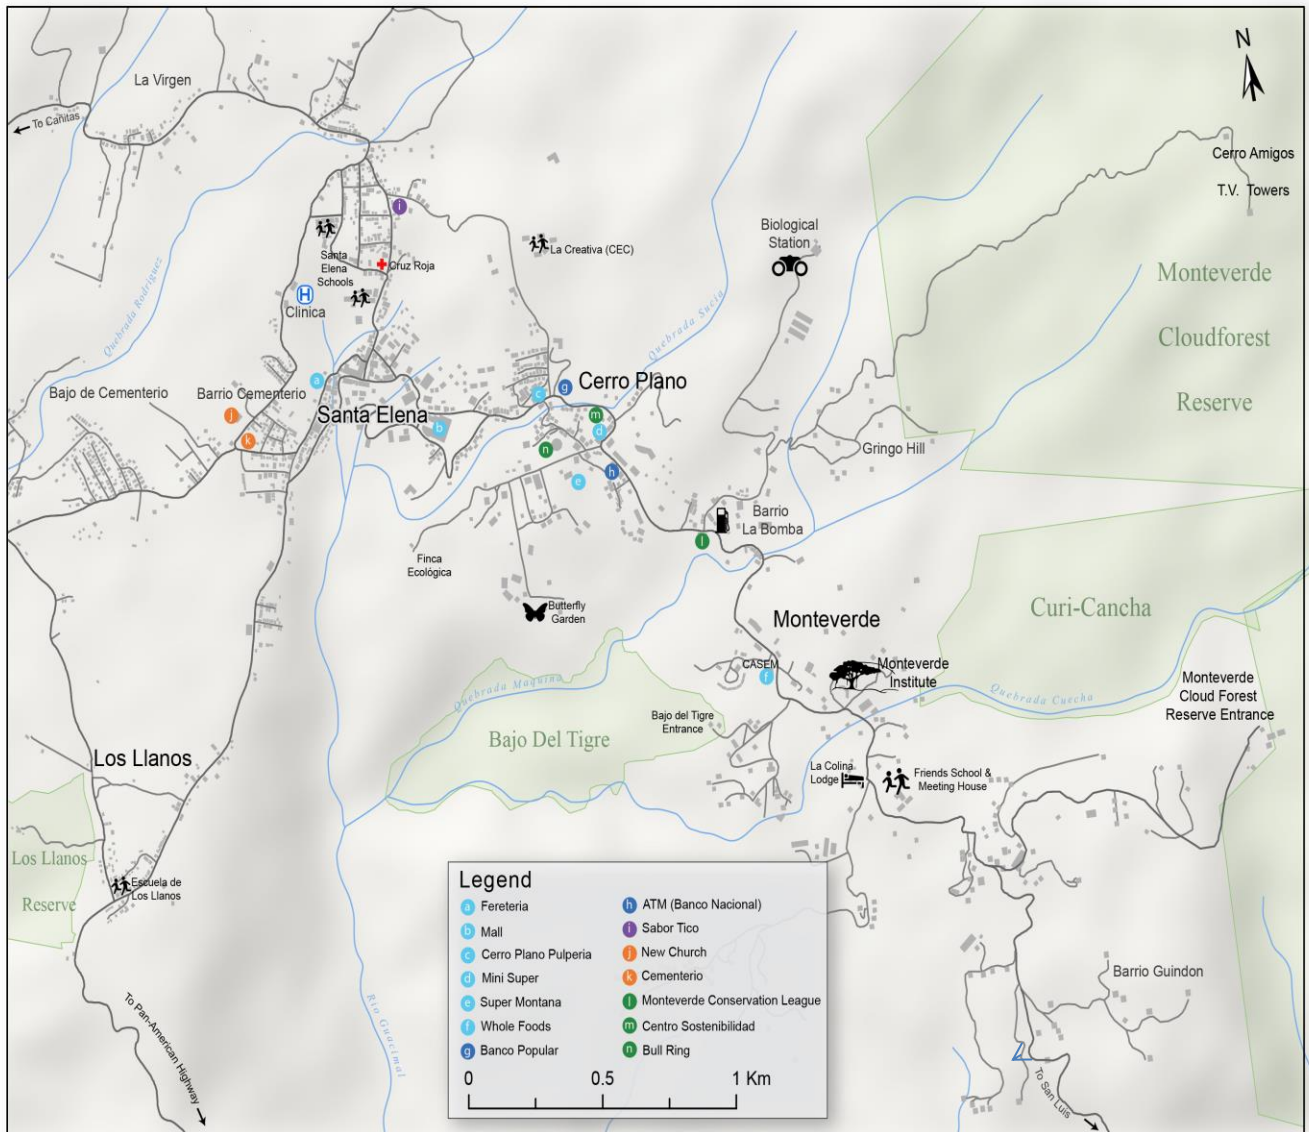 N
La Virgen
To Cañitas
Cerro Amigos
T.V. Towers
Biological
Station
La Creativa (CEC)
Santa
Elena
Schools
Cruz Roja
H
Clinica
i
Monteverde
Cloudforest
Reserve
Quebrada Rodriguez
Quebrada Sucia
Bajo de Cementerio
Barrio Cementerio
a
j
k
Santa Elena
b
c
g
Cerro Plano
m
d
n
e
h
Gringo Hill
Barrio
La Bomba
l
Finca
Ecológica
Butterfly
Garden
Curi-Cancha
Monteverde
CASEM
f
Monteverde
Institute
Quebrada Maquina
Quebrada Cuecha
Monteverde
Cloud Forest
Reserve Entrance
Bajo del Tigre
Entrance
Bajo Del Tigre
Los Llanos
La Colina
Lodge
Friends School &
Meeting House
Los Llanos
Reserve
Escuela de
Los Llanos
Barrio Guindon
To Pan-American Highway
Rio Guacimal
To San Luis
Legend
a Fereteria
b Mall
c Cerro Plano Pulperia
d Mini Super
e Super Montana
f Whole Foods
g Banco Popular
h ATM (Banco Nacional)
i Sabor Tico
j New Church
k Cementerio
l Monteverde Conservation League
m Centro Sostenibilidad
n Bull Ring
0 0.5 1 Km